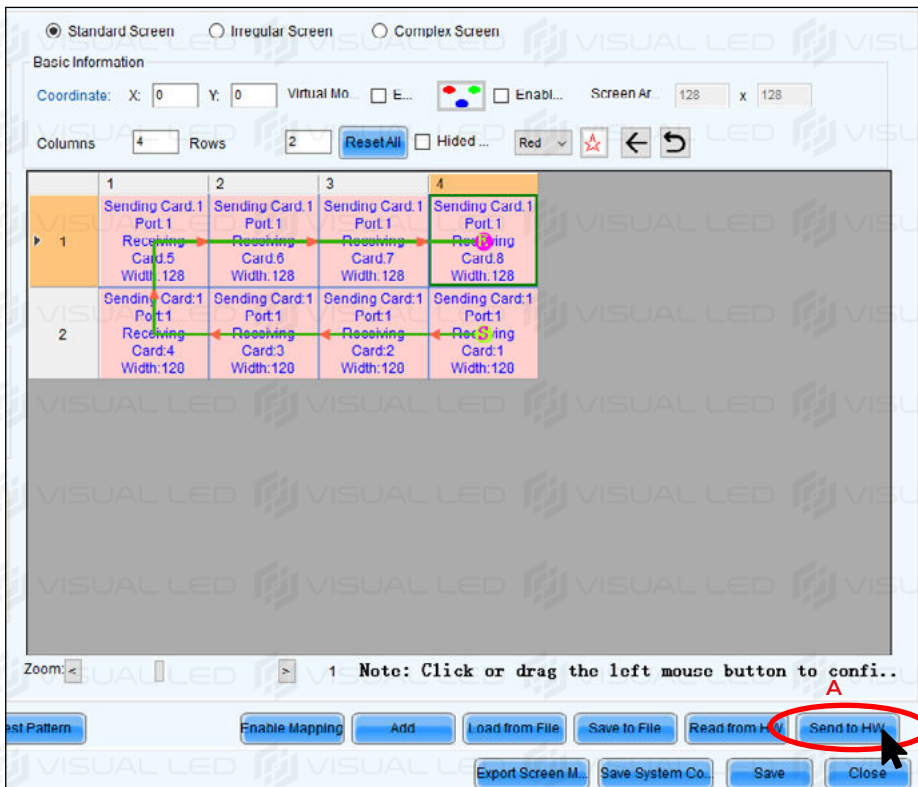 Standard Screen Irregular Screen Complex Screen
Basic Information
Coordinate: X: 0 Y: 0 Virtual Mo... E... Enabl... Screen Ar... 128 x 128
Columns 4 Rows 2 Reset All Hided ... Red
1 2 3 4
Sending Card:1 Sending Card:1 Sending Card:1 Sending Card:1
Port:1 Port:1 Port:1 Port:1
1 Receiving Receiving Receiving Receiving
Card:5 Card:6 Card:7 Card:8
Width:128 Width:128 Width:128 Width:128
Sending Card:1 Sending Card:1 Sending Card:1 Sending Card:1
Port:1 Port:1 Port:1 Port:1
2 Receiving Receiving Receiving Receiving
Card:4 Card:3 Card:2 Card:1
Width:128 Width:128 Width:128 Width:128
Zoom: < > 1 Note: Click or drag the left mouse button to confi..
A
est Pattern Enable Mapping Add Load from File Save to File Read from HW Send to HW
Export Screen M... Save System Co... Save Close
VISUAL LED